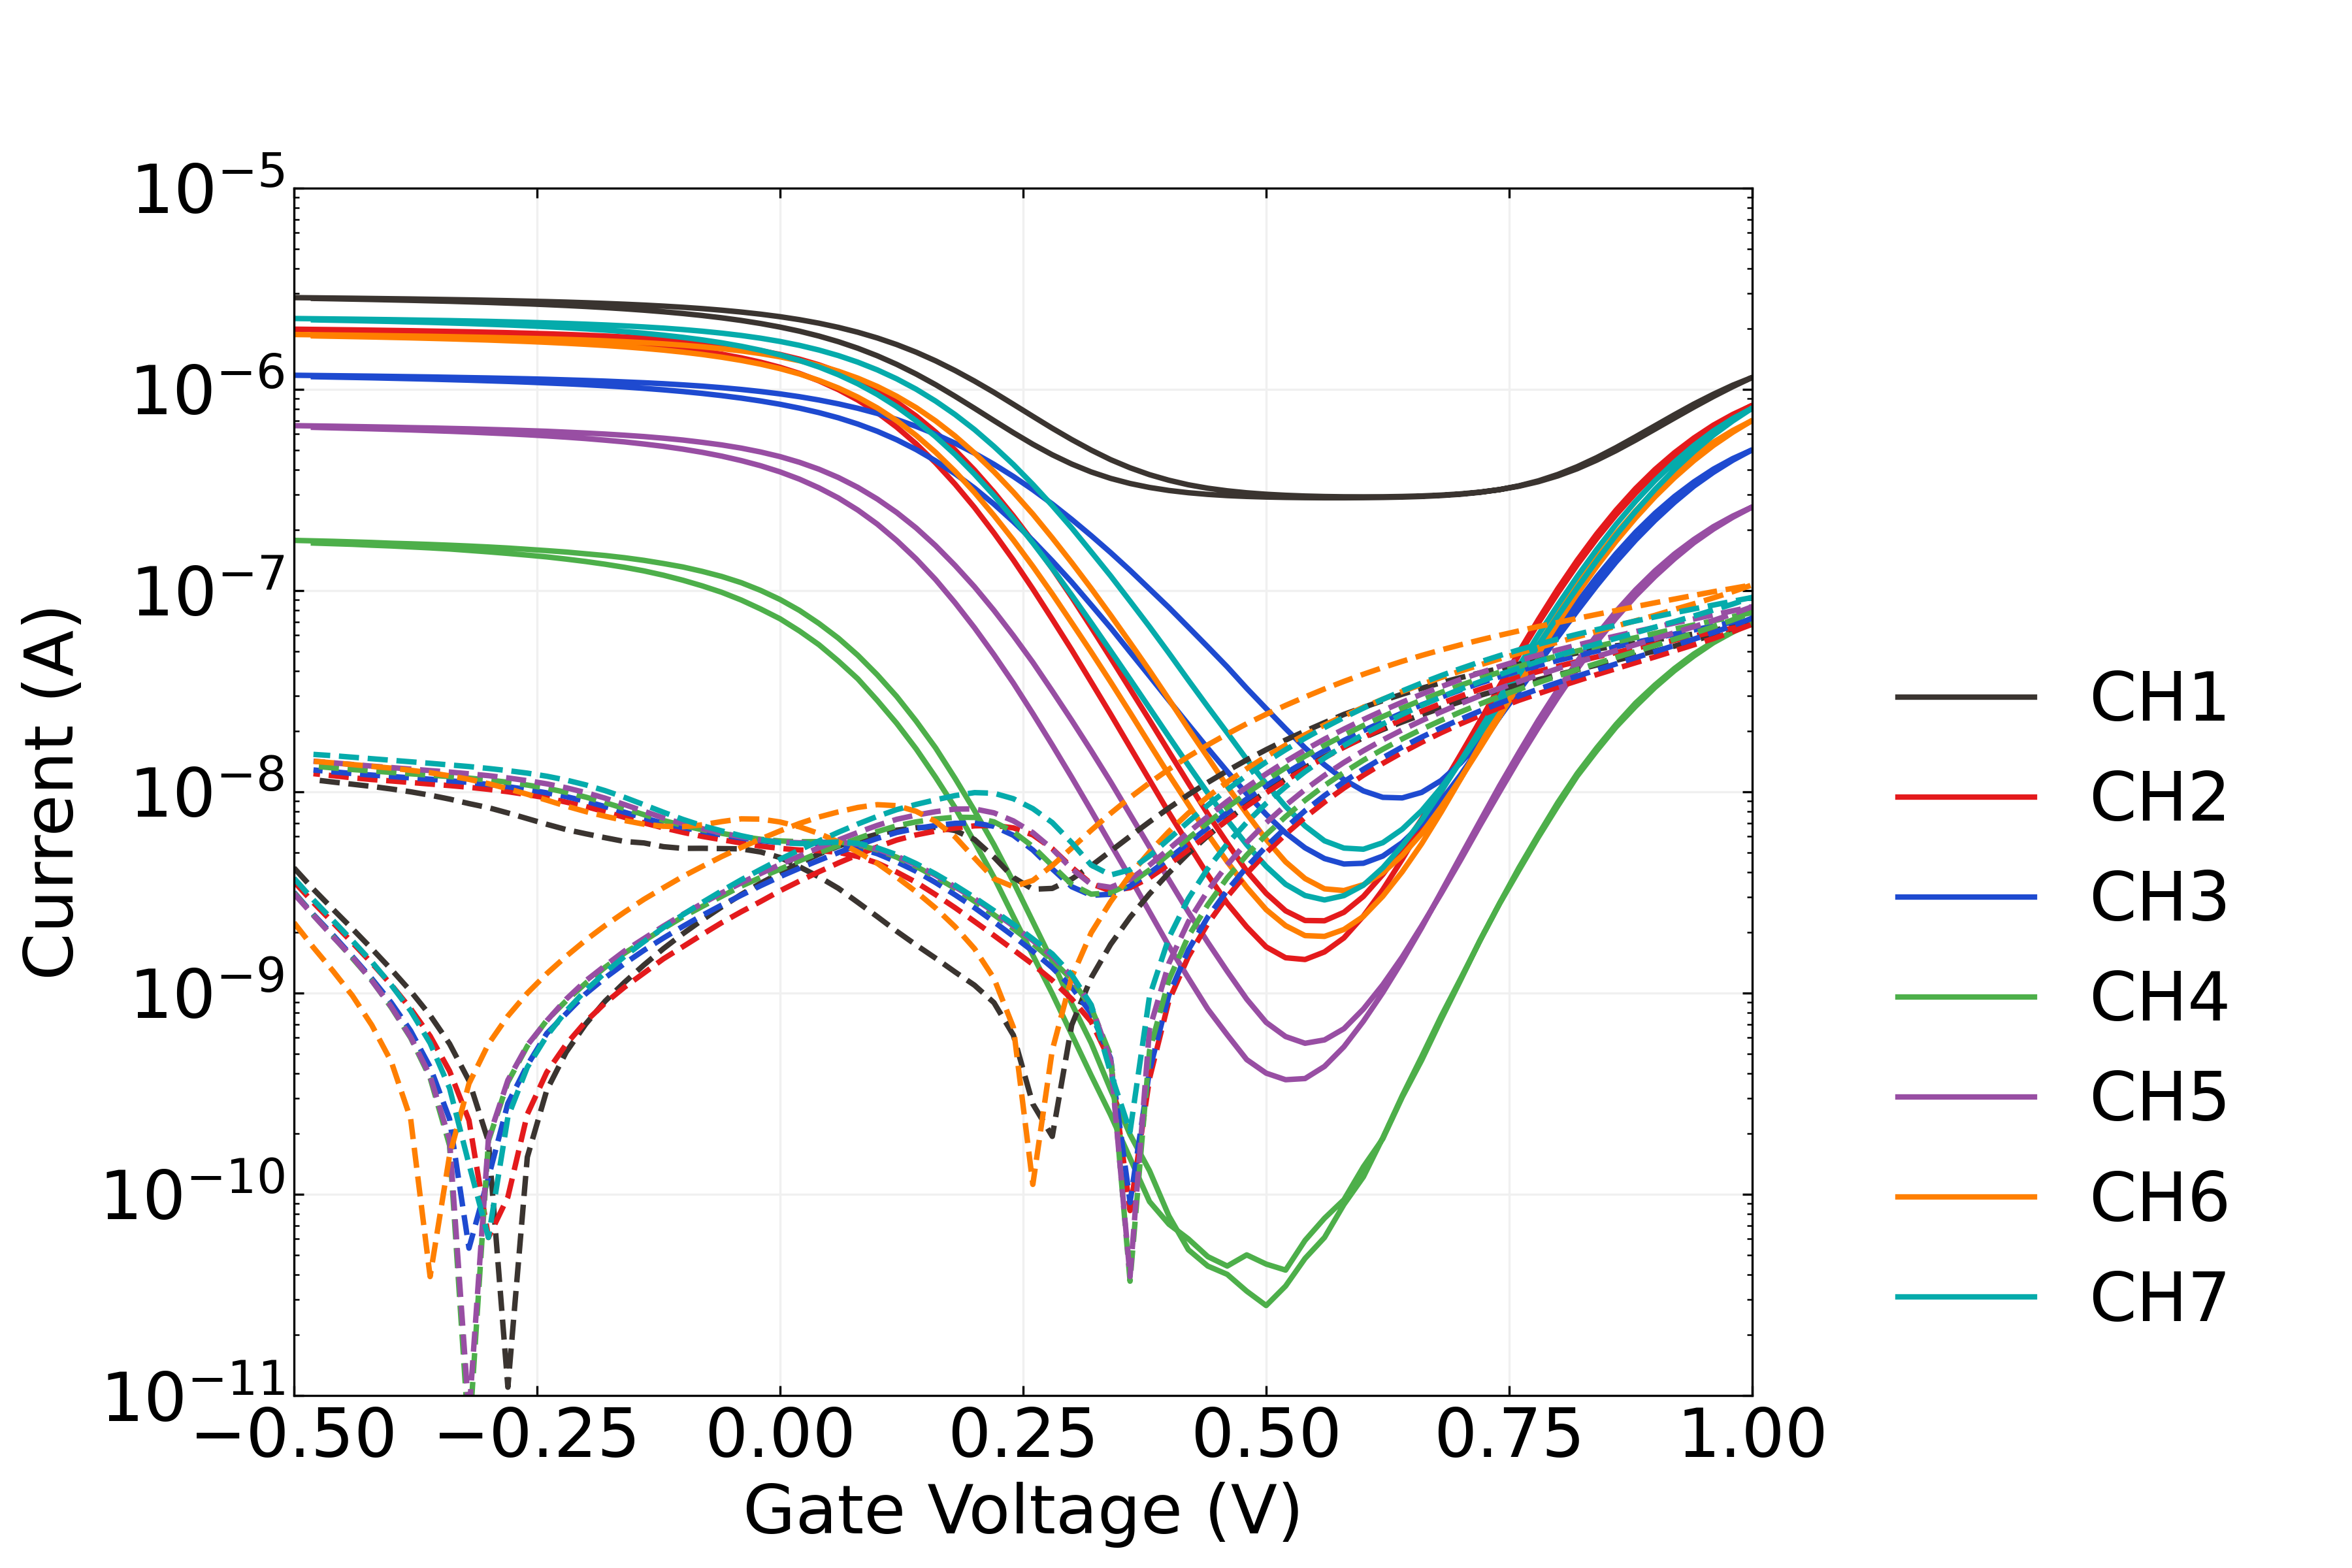 10⁻⁵
10⁻⁶
10⁻⁷
10⁻⁸
10⁻⁹
10⁻¹⁰
10⁻¹¹
Current (A)
−0.50 −0.25 0.00 0.25 0.50 0.75 1.00
Gate Voltage (V)
CH1
CH2
CH3
CH4
CH5
CH6
CH7